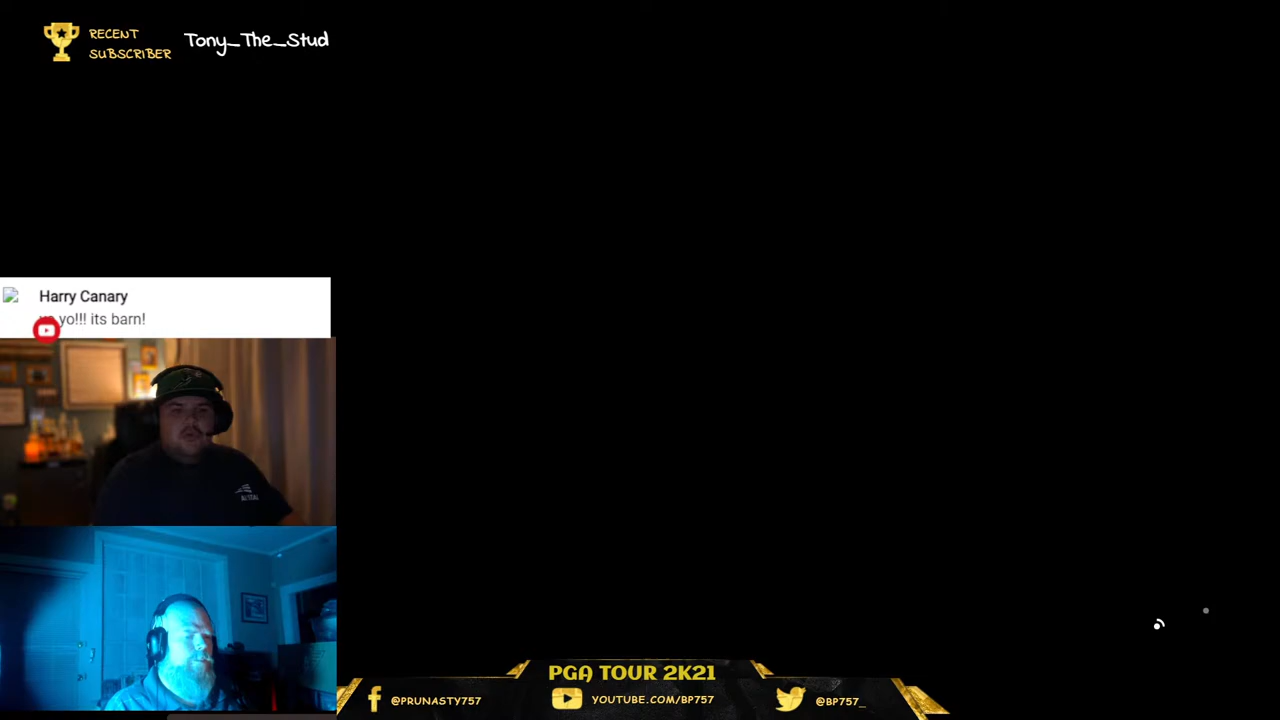 RECENT
SUBSCRIBER
Tony_The_Stud
Harry Canary
yo!!! its barn!
PGA TOUR 2K21
@PRUNASTY757
YOUTUBE.COM/BP757
@BP757_